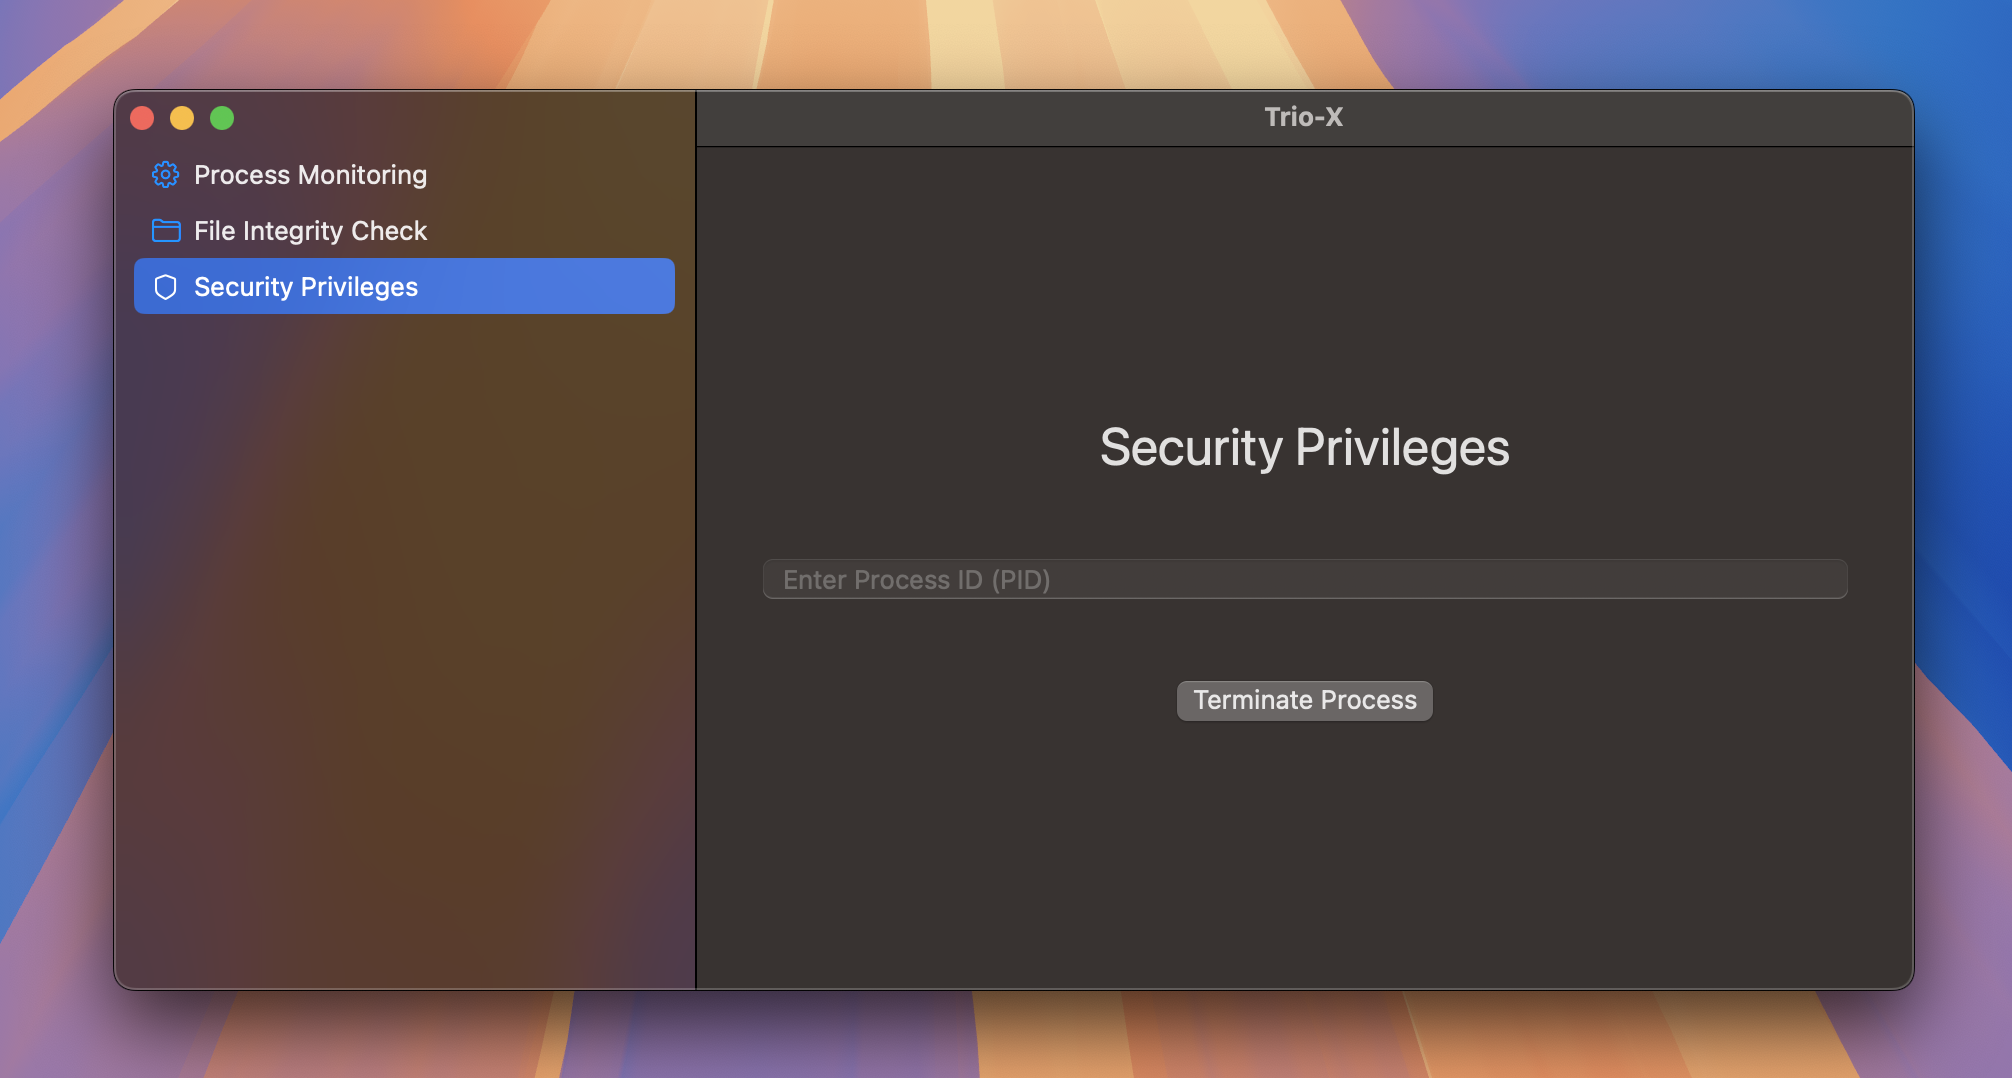 Trio-X
Process Monitoring
File Integrity Check
Security Privileges
Security Privileges
Enter Process ID (PID)
Terminate Process